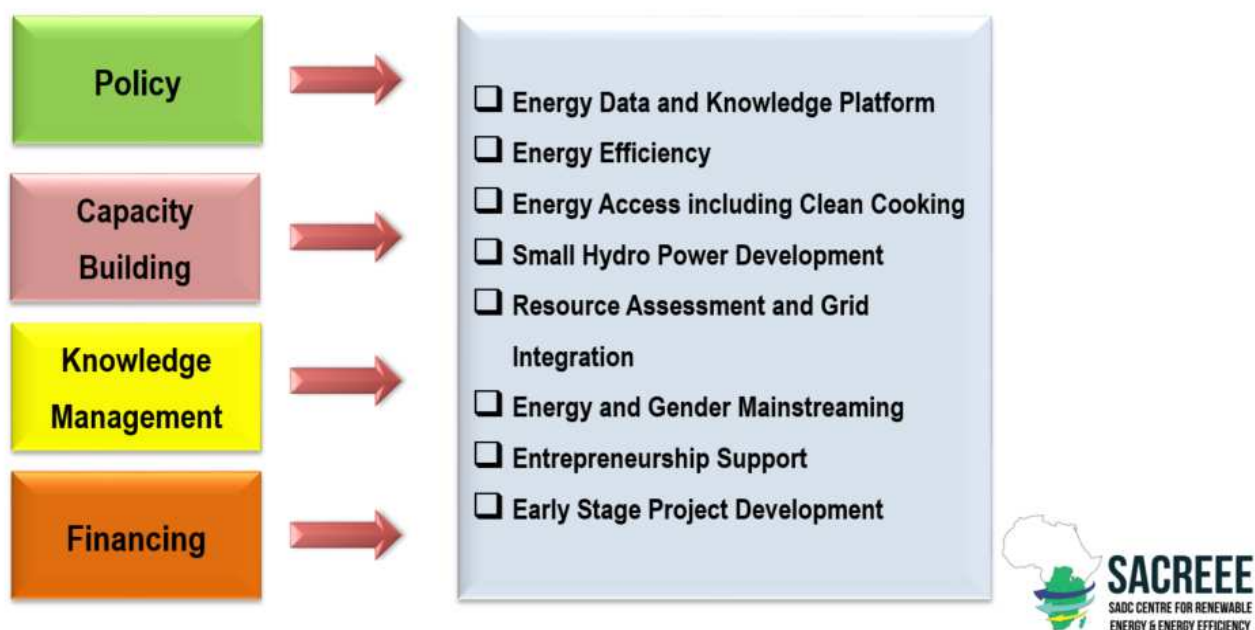 Policy
Capacity
Building
Knowledge
Management
Financing
Energy Data and Knowledge Platform
Energy Efficiency
Energy Access including Clean Cooking
Small Hydro Power Development
Resource Assessment and Grid
Integration
Energy and Gender Mainstreaming
Entrepreneurship Support
Early Stage Project Development
SACREEE
SADC CENTRE FOR RENEWABLE
ENERGY & ENERGY EFFICIENCY